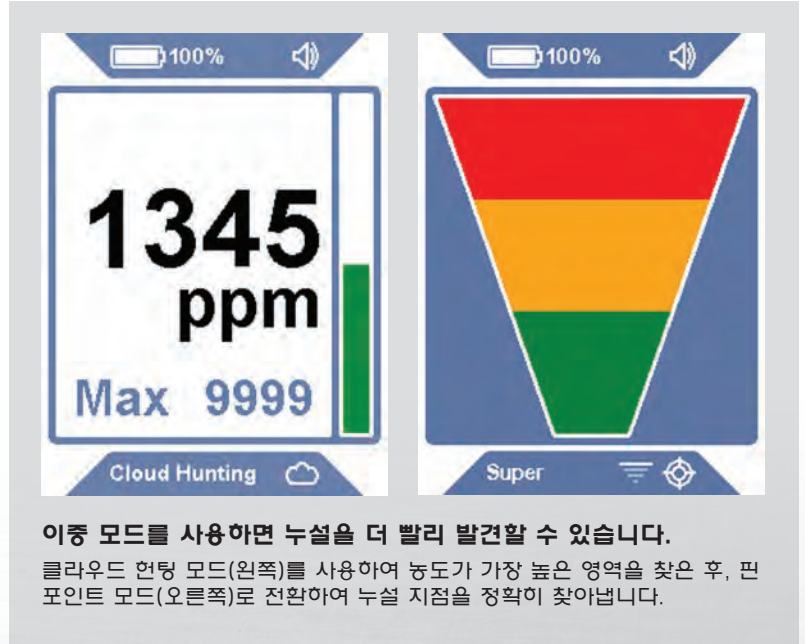 100%
1345
ppm
Max 9999
Cloud Hunting
100%
Super
이중 모드를 사용하면 누설을 더 빨리 발견할 수 있습니다.
클라우드 헌팅 모드(왼쪽)를 사용하여 농도가 가장 높은 영역을 찾은 후, 핀
포인트 모드(오른쪽)로 전환하여 누설 지점을 정확히 찾아냅니다.